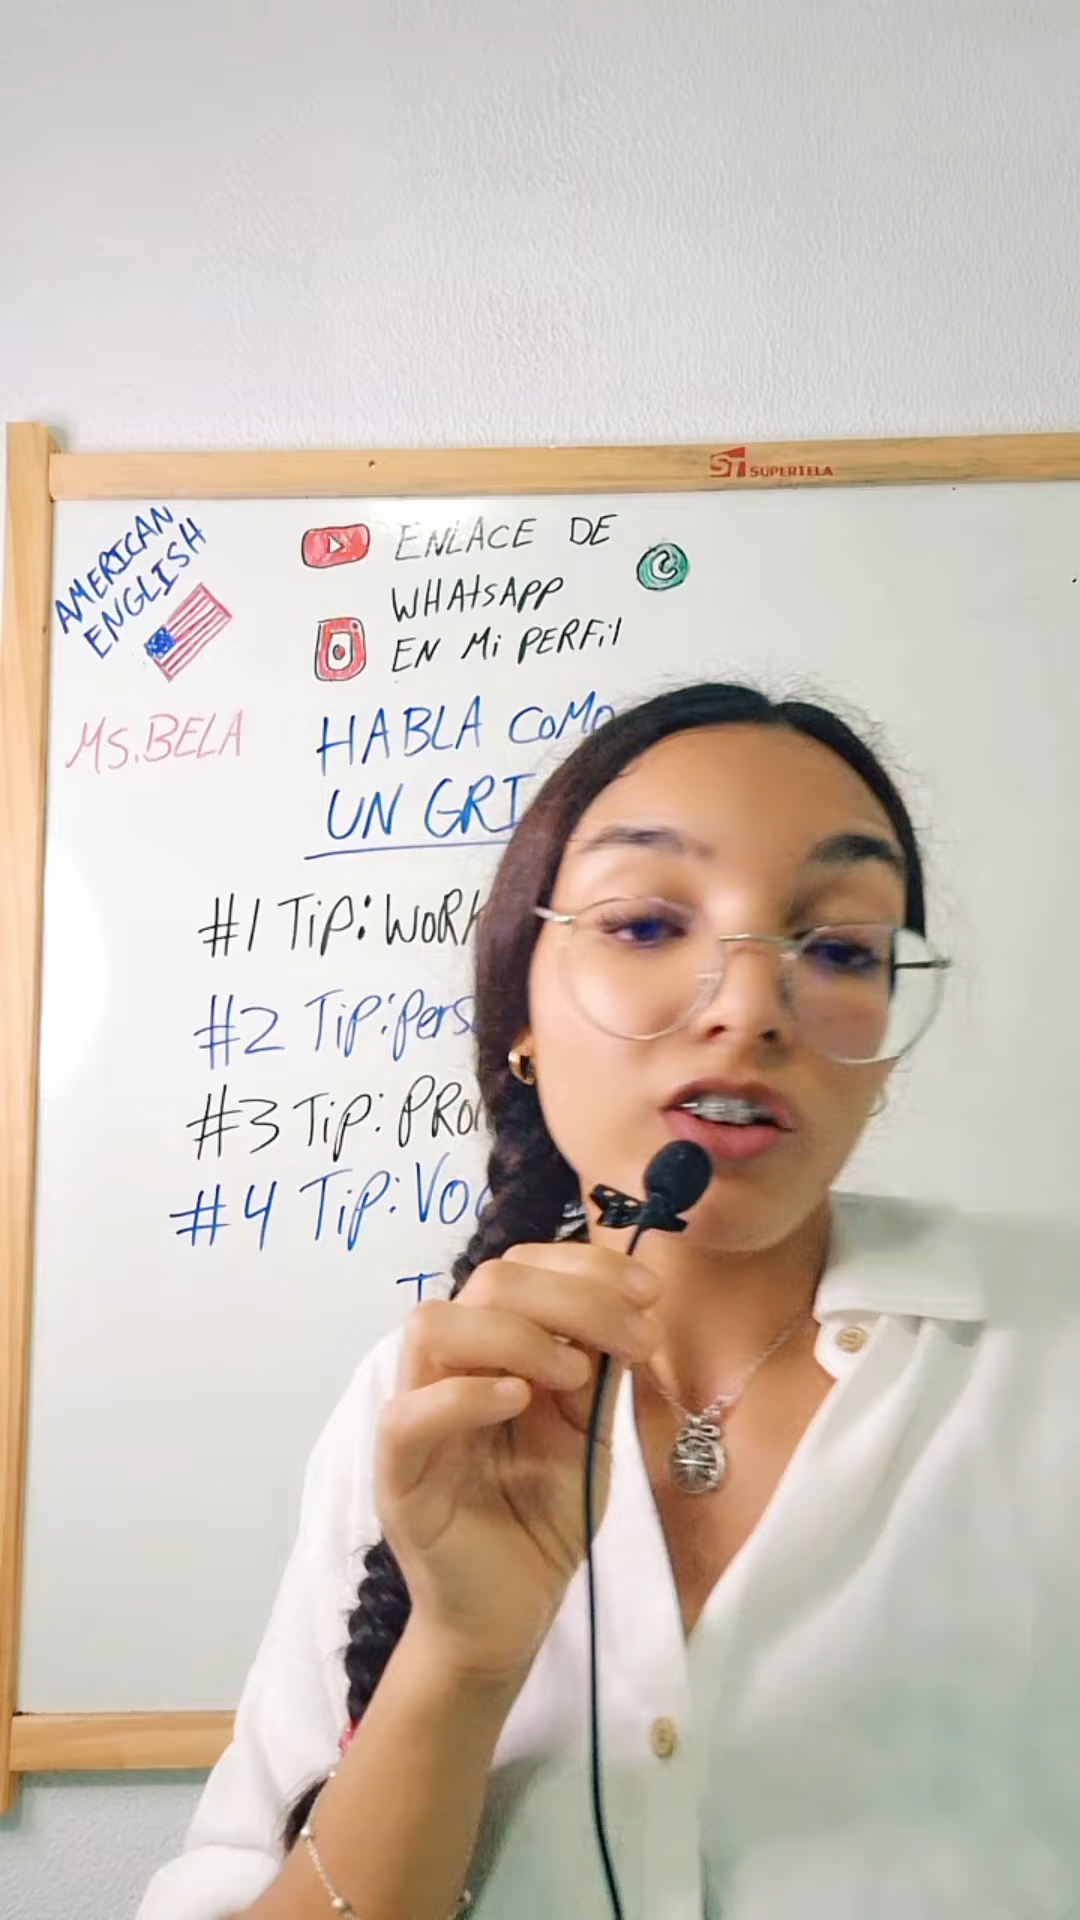 ST SUPERTELA
AMERICAN
ENGLISH
ENLACE DE
WHATSAPP
EN Mi PERFil
MS.BELA
HABLA COMO
UN GRI
#1 TiP: WORK
#2 TiP: Pers
#3 TiP: PRON
#4 TiP: Voc